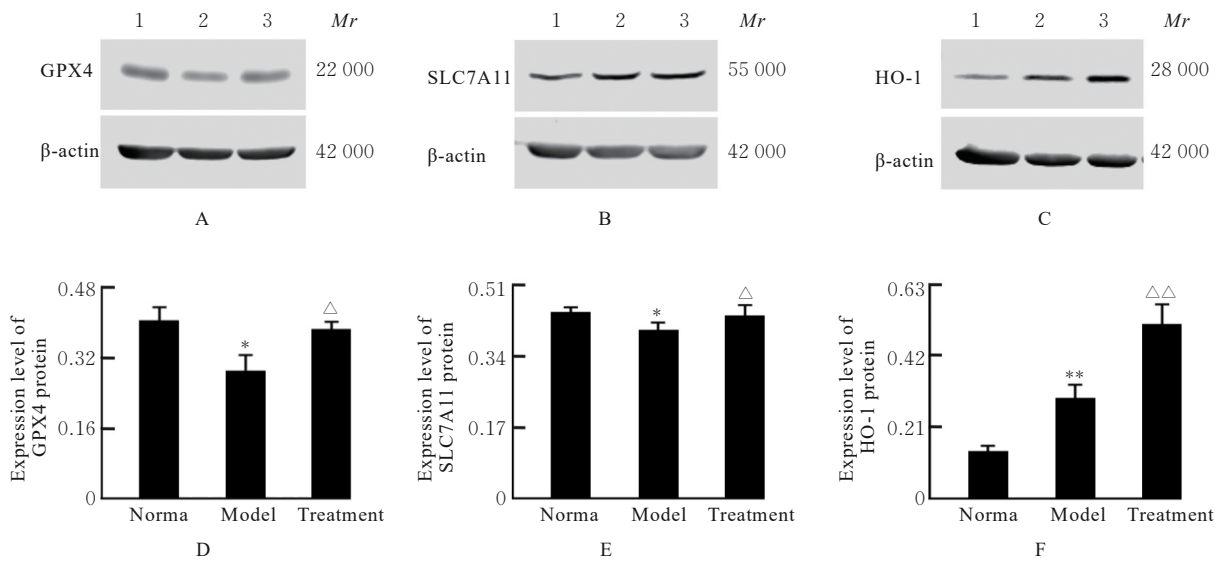 1 2 3 Mr
GPX4 22 000
β-actin 42 000
A
1 2 3 Mr
SLC7A11 55 000
β-actin 42 000
B
1 2 3 Mr
HO-1 28 000
β-actin 42 000
C
Expression level of
GPX4 protein
0.48
0.32
0.16
0
*
△
Norma Model Treatment
D
Expression level of
SLC7A11 protein
0.51
0.34
0.17
0
*
△
Norma Model Treatment
E
Expression level of
HO-1 protein
0.63
0.42
0.21
0
**
△△
Norma Model Treatment
F